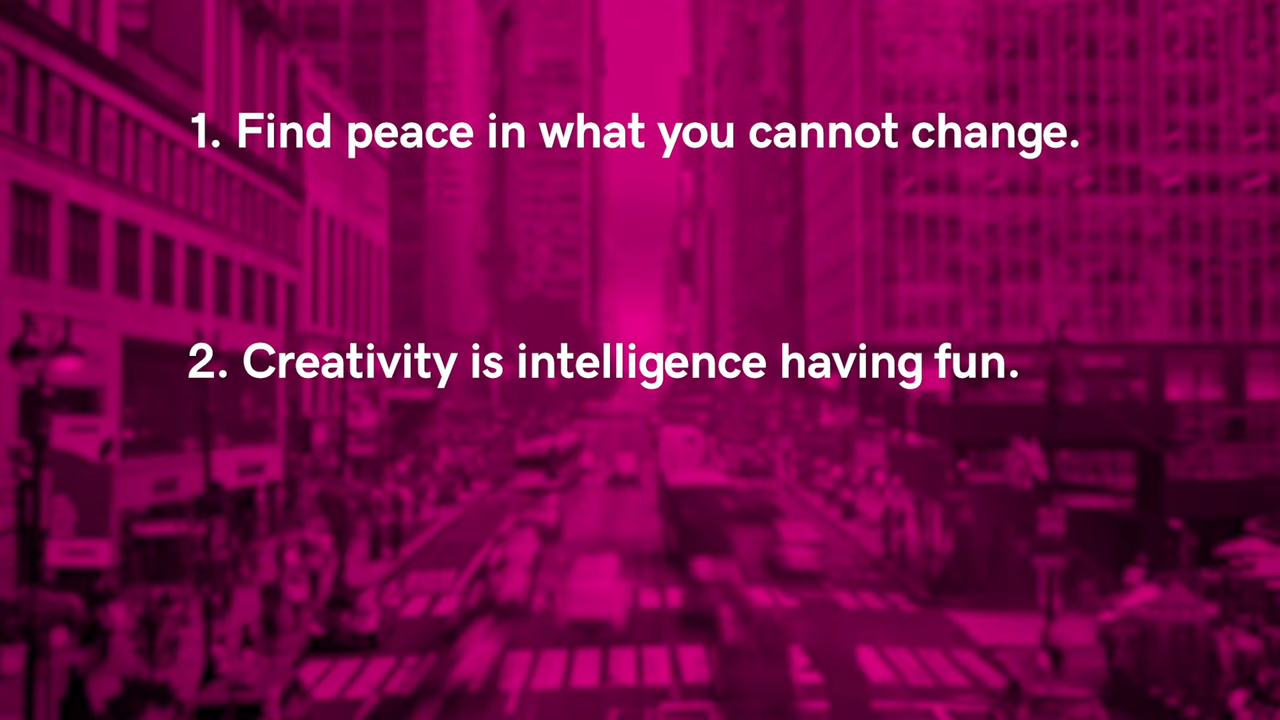 1. Find peace in what you cannot change.
2. Creativity is intelligence having fun.